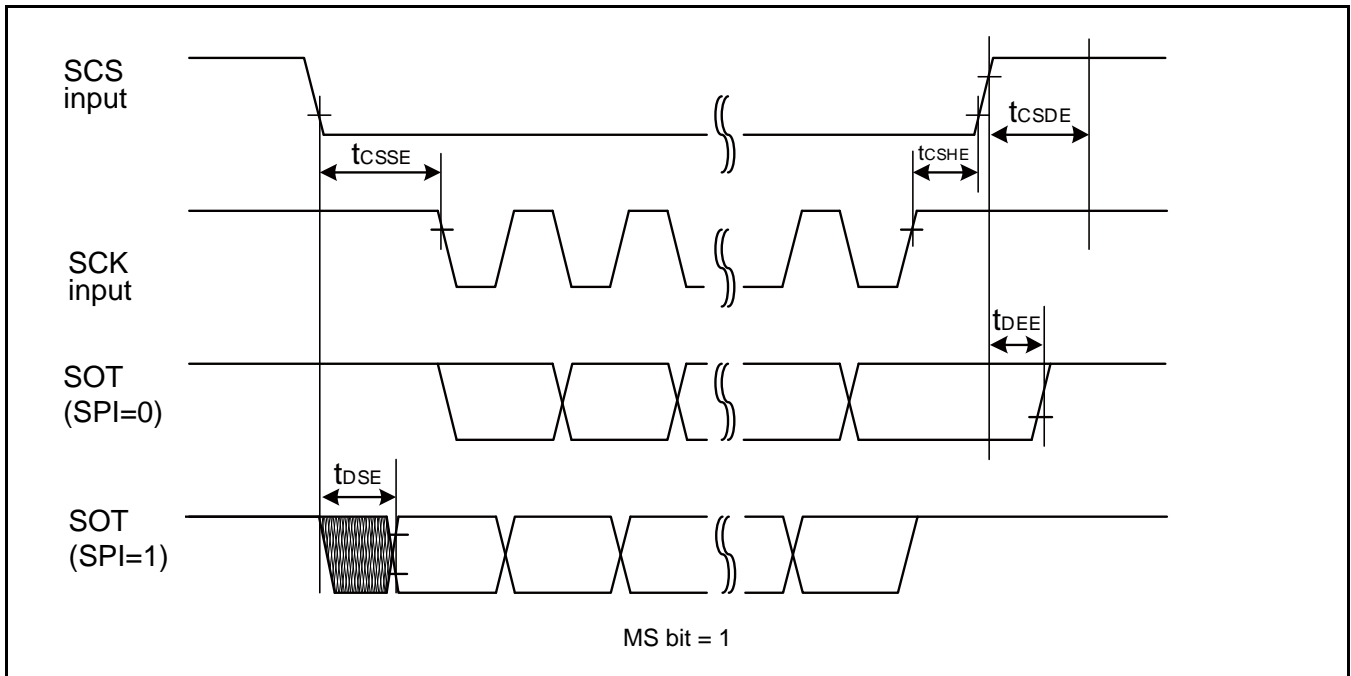 SCS
input
tCSDE
tCSSE
tCSHE
SCK
input
tDEE
SOT
(SPI=0)
tDSE
SOT
(SPI=1)
MS bit = 1